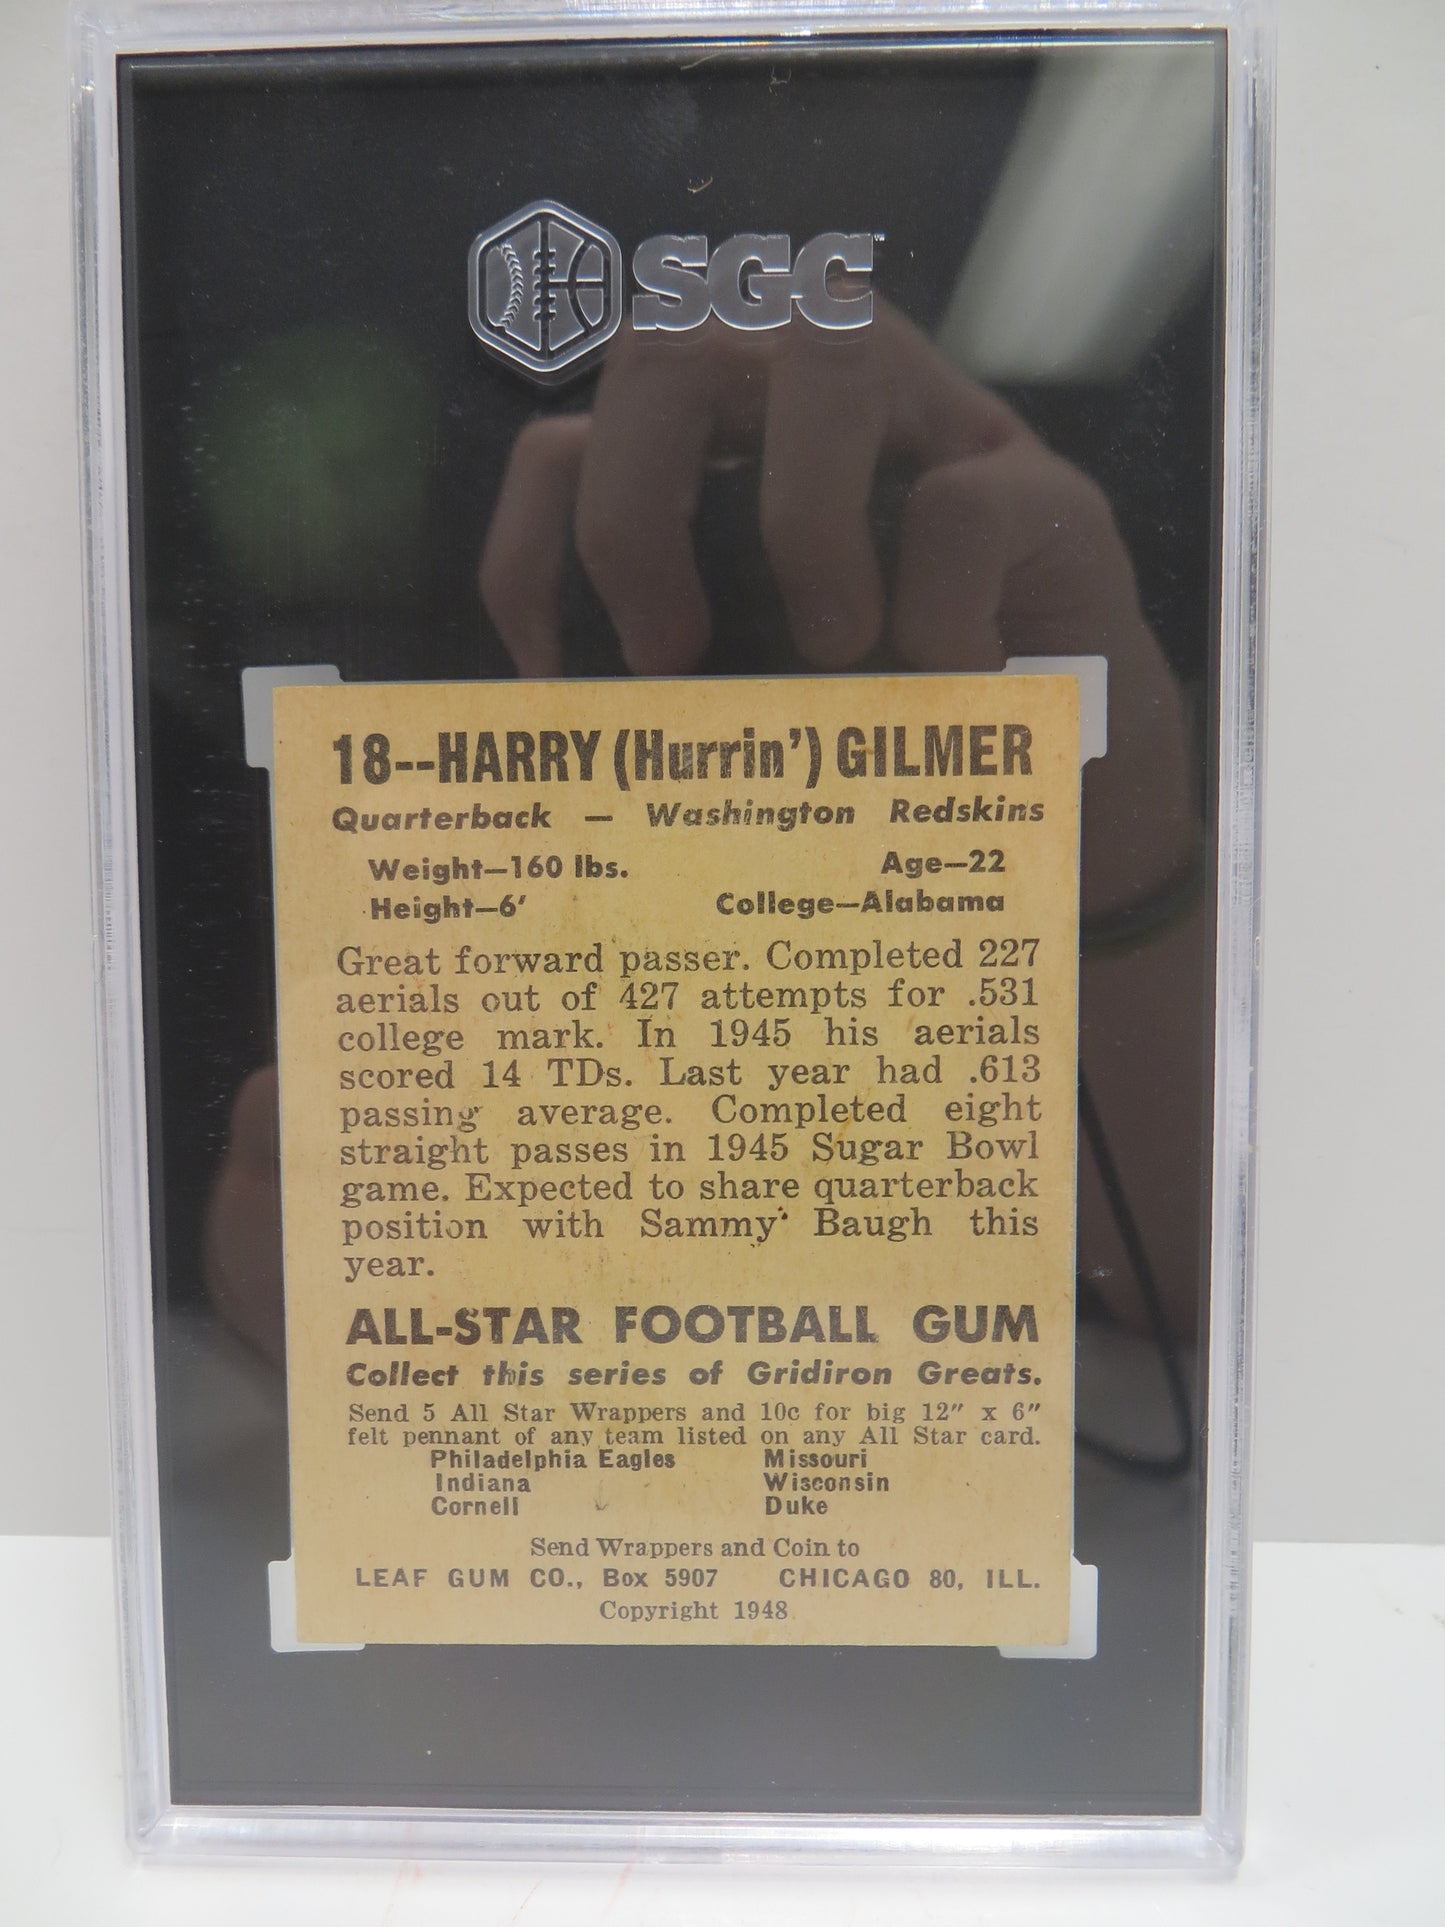 SGC™
18--HARRY (Hurrin') GILMER
Quarterback — Washington Redskins
Weight—160 lbs. Age—22
Height—6' College—Alabama
Great forward passer. Completed 227
aerials out of 427 attempts for .531
college mark. In 1945 his aerials
scored 14 TDs. Last year had .613
passing average. Completed eight
straight passes in 1945 Sugar Bowl
game. Expected to share quarterback
position with Sammy Baugh this
year.
ALL-STAR FOOTBALL GUM
Collect this series of Gridiron Greats.
Send 5 All Star Wrappers and 10c for big 12" x 6"
felt pennant of any team listed on any All Star card.
Philadelphia Eagles Missouri
Indiana Wisconsin
Cornell Duke
Send Wrappers and Coin to
LEAF GUM CO., Box 5907 CHICAGO 80, ILL.
Copyright 1948